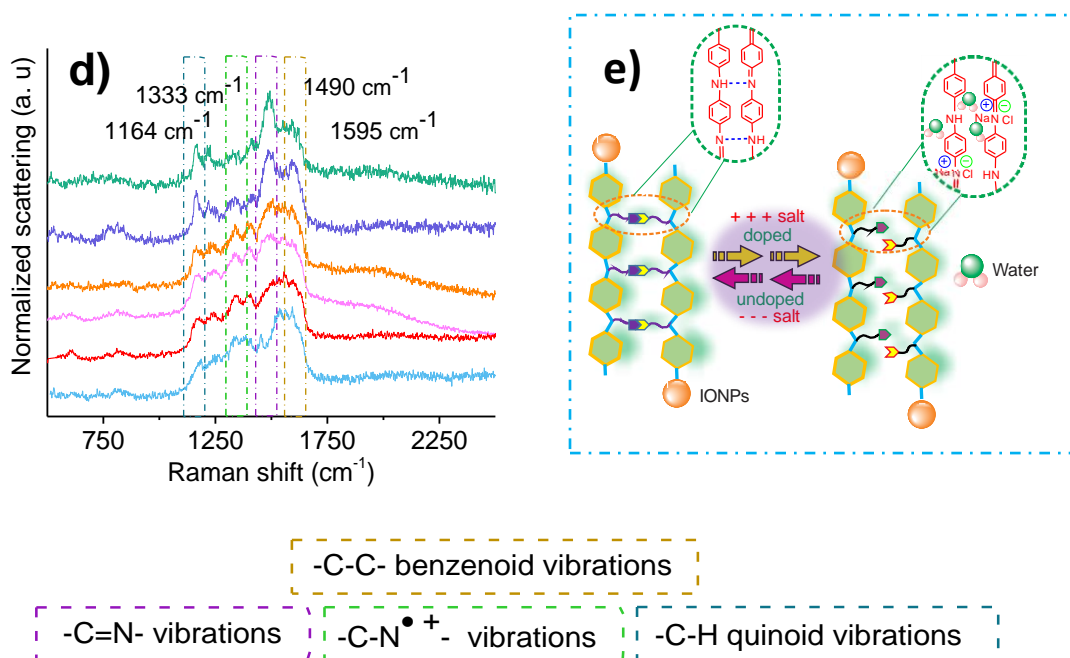 d)
1333 cm-1
1490 cm-1
1164 cm-1
1595 cm-1
Normalized scattering (a. u)
750
1250
1750
2250
Raman shift (cm-1)
e)
NH
N
N
NH
NH
Na
N
Cl
Na
N
Cl
HN
+
−
+
−
+ + + salt
doped
undoped
- - - salt
Water
IONPs
-C-C- benzenoid vibrations
-C=N- vibrations
-C-N●+- vibrations
-C-H quinoid vibrations